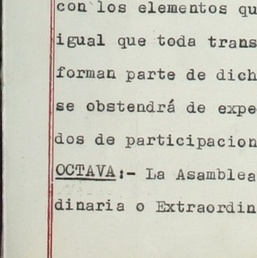 con los elementos qu
igual que toda trans
forman parte de dich
se obstendrá de expe
dos de participacion
OCTAVA:- La Asamblea
dinaria o Extraordin